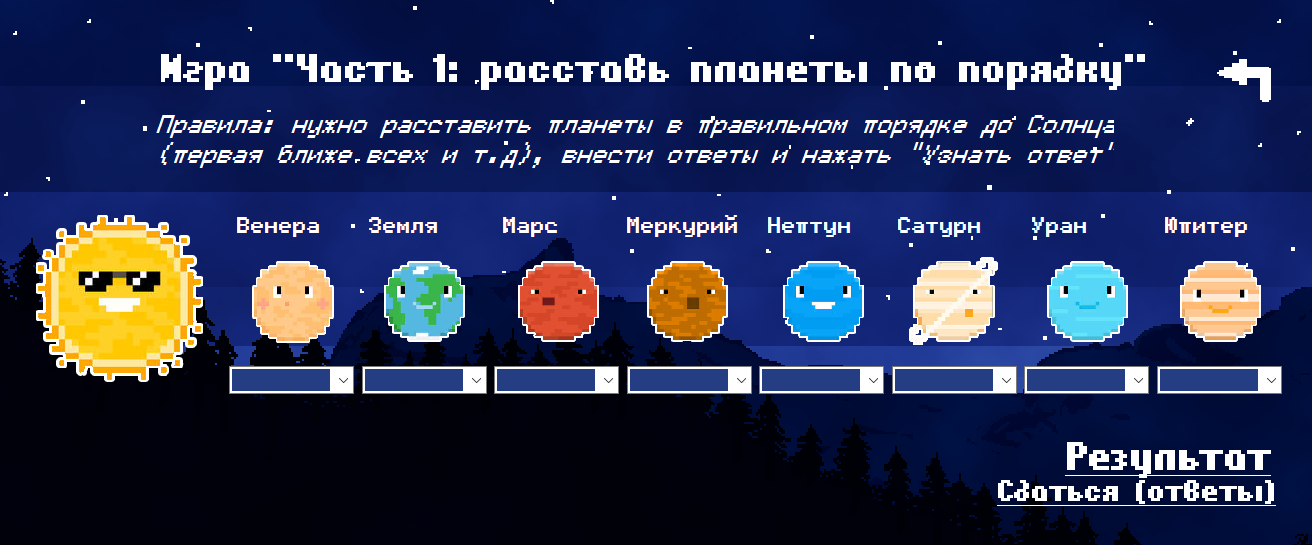 Игра "Часть 1: расставь планеты по порядку"
Правила: нужно расставить планеты в правильном порядке до Солнца
(первая ближе всех и т.д), внести ответы и нажать "Узнать ответ"
Венера Земля Марс Меркурий Нептун Сатурн Уран Юпитер
Результат
Сдаться (ответы)